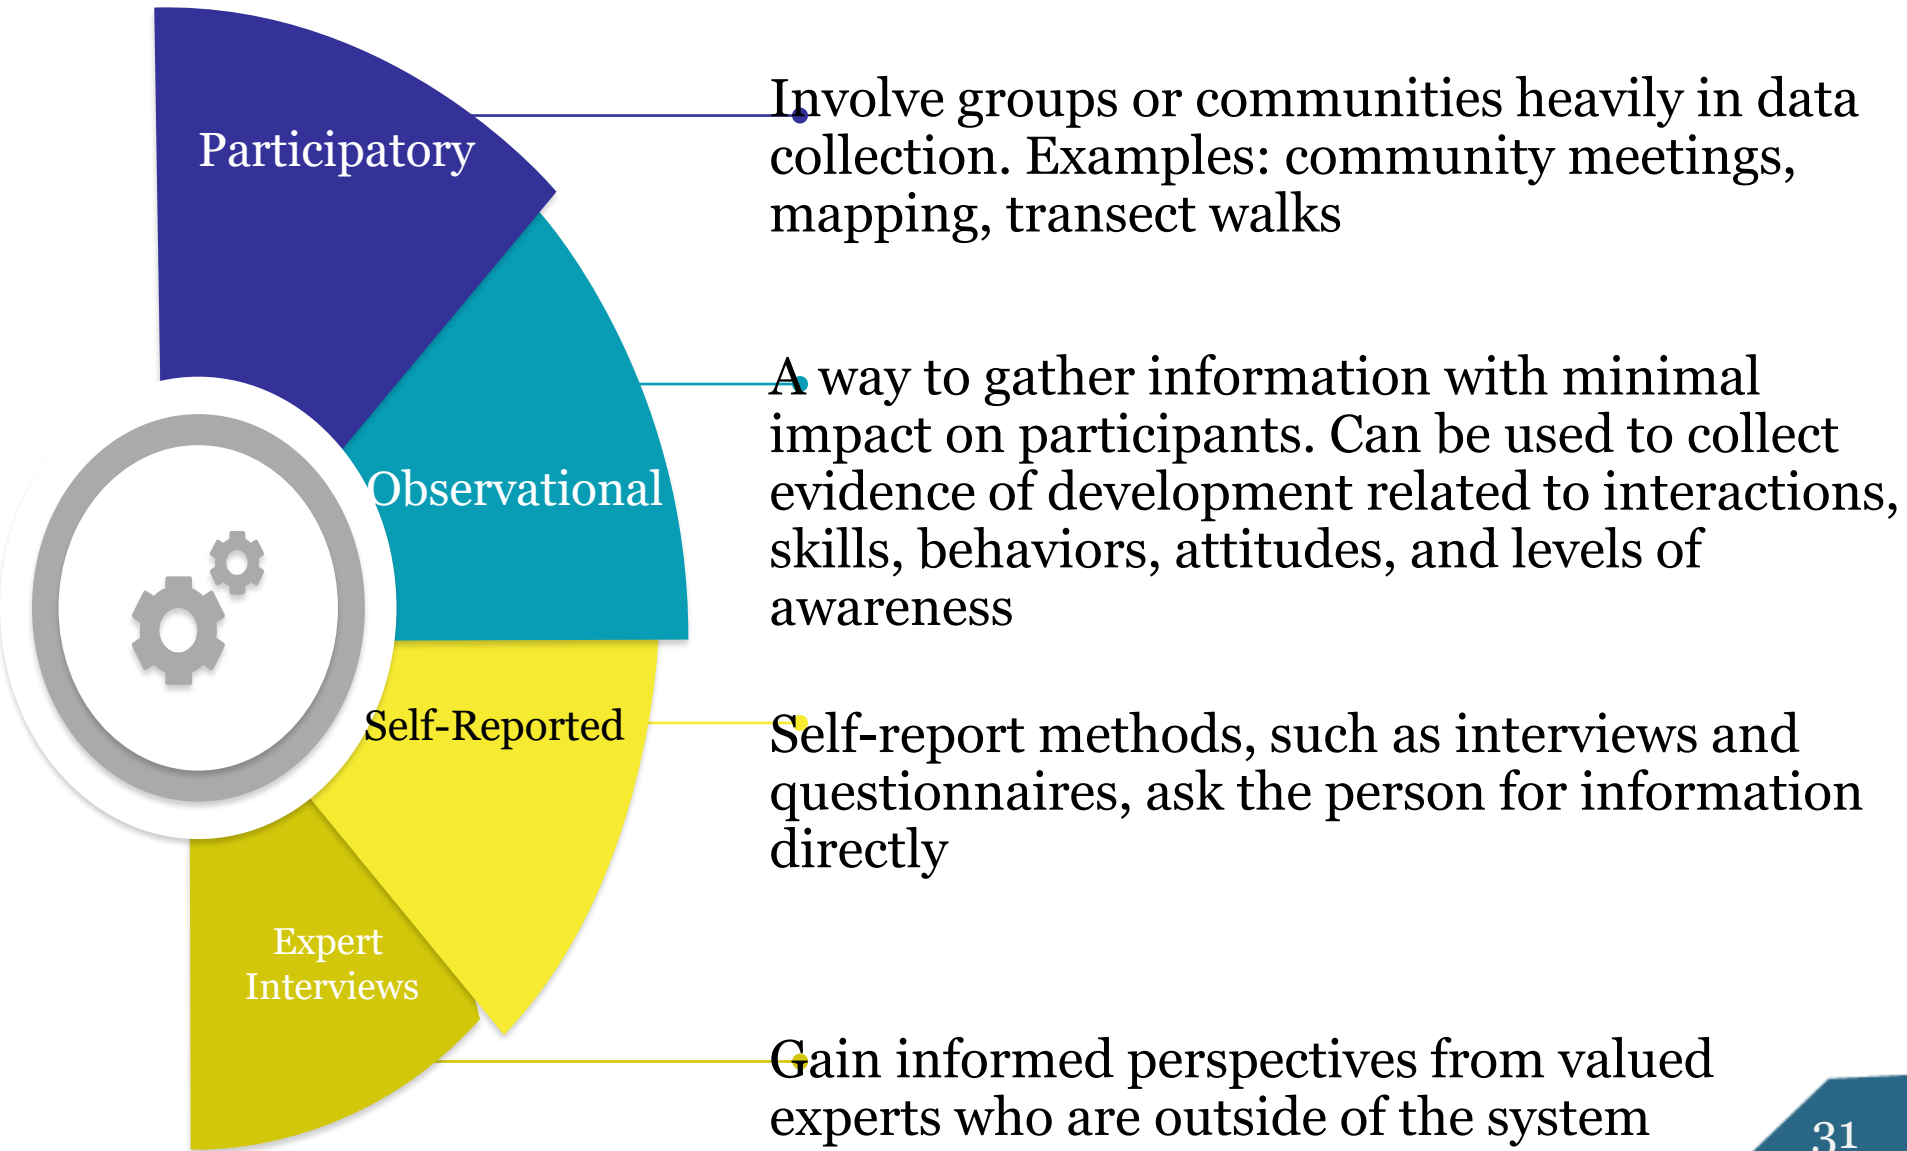 Participatory
Involve groups or communities heavily in data
collection. Examples: community meetings,
mapping, transect walks
Observational
A way to gather information with minimal
impact on participants. Can be used to collect
evidence of development related to interactions,
skills, behaviors, attitudes, and levels of
awareness
Self-Reported
Self-report methods, such as interviews and
questionnaires, ask the person for information
directly
Expert
Interviews
Gain informed perspectives from valued
experts who are outside of the system
31